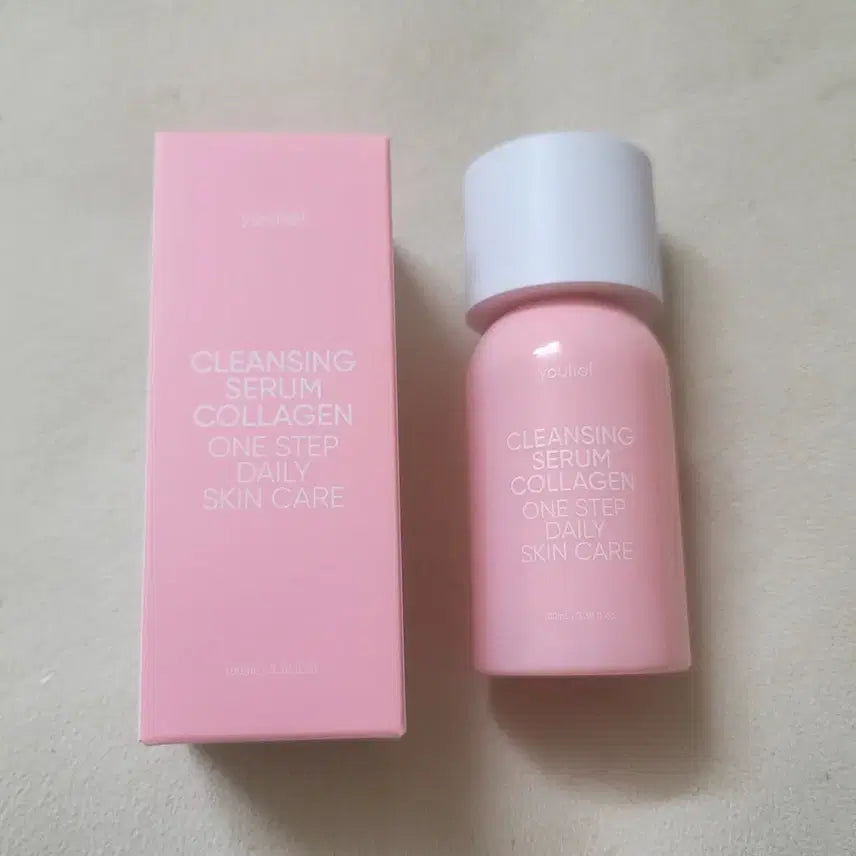 CLEANSING
SERUM
COLLAGEN
ONE STEP
DAILY
SKIN CARE
CLEANSING
SERUM
COLLAGEN
ONE STEP
DAILY
SKIN CARE